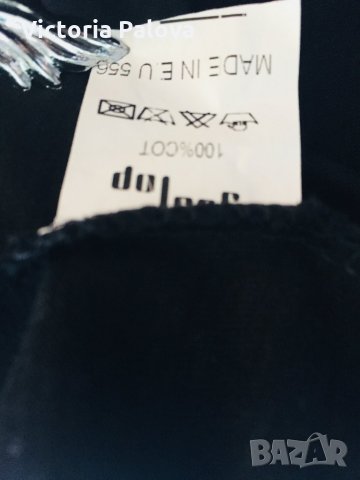 Victoria Palova
MADE IN E.U 556
100%COT
BAZAR